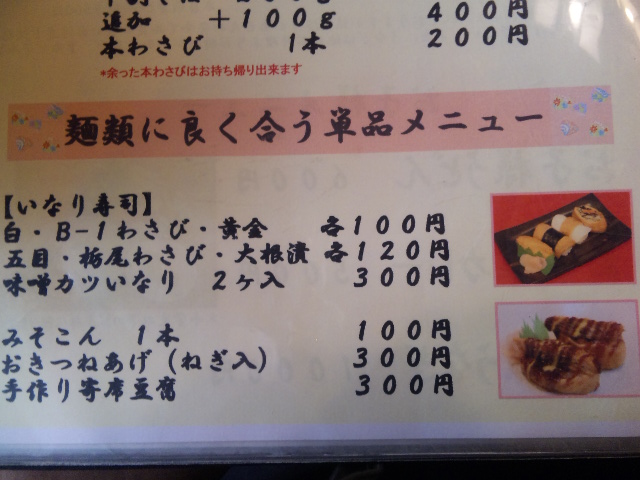 追加 ＋１００ｇ ４００円
本わさび １本 ２００円
*余った本わさびはお持ち帰り出来ます
麺類に良く合う単品メニュー
【いなり寿司】
白・B-1わさび・黄金 各１００円
五目・栃尾わさび・大根漬 各１２０円
味噌カツいなり ２ヶ入 ３００円
みそこん １本 １００円
おきつねあげ（ねぎ入） ３００円
手作り寄席豆腐 ３００円